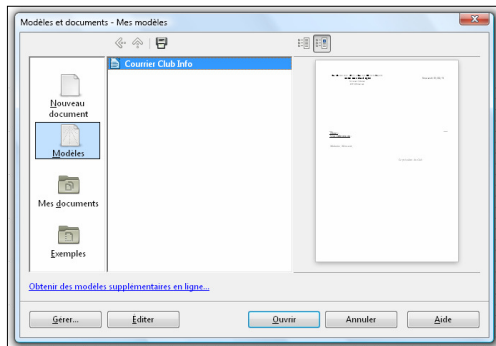 Modèles et documents - Mes modèles
Courrier Club Info
Nouveau
document
Modèles
Mes documents
Exemples
Obtenir des modèles supplémentaires en ligne...
Gérer...
Éditer
Ouvrir
Annuler
Aide